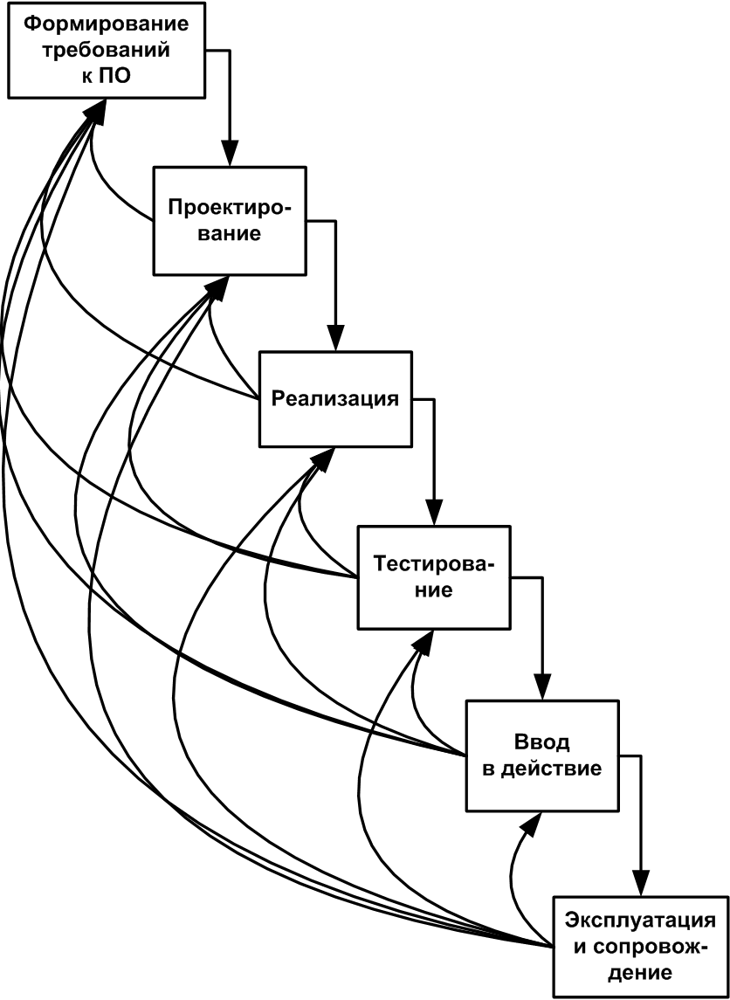 Формирование
требований
к ПО
Проектиро-
вание
Реализация
Тестирова-
ние
Ввод
в действие
Эксплуатация
и сопровож-
дение